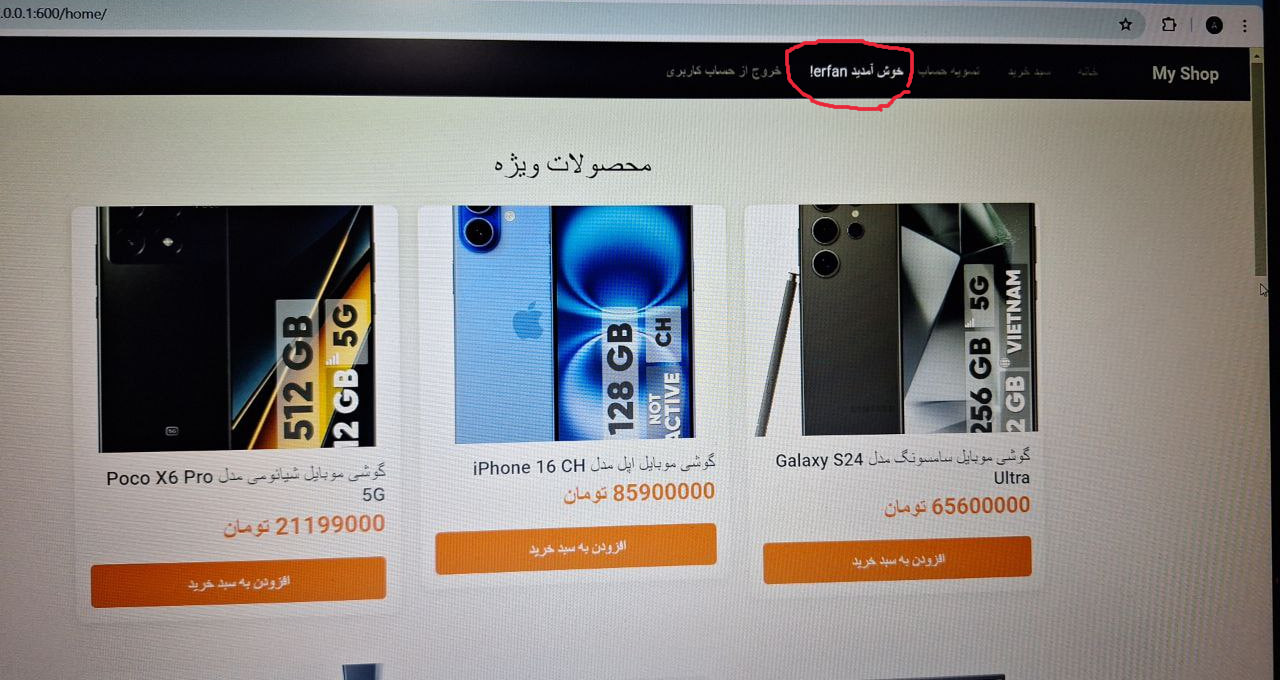 .0.0.1:600/home/
My Shop
خانه
سبد خرید
تسویه حساب
خوش آمدید erfan!
خروج از حساب کاربری
محصولات ویژه
256 GB
5G
VIETNAM
2 GB
گوشی موبایل سامسونگ مدل Galaxy S24
Ultra
65600000 تومان
افزودن به سبد خرید
128 GB
CH
NOT
ACTIVE
گوشی موبایل اپل مدل iPhone 16 CH
85900000 تومان
افزودن به سبد خرید
512 GB
5G
12 GB
گوشی موبایل شیائومی مدل Poco X6 Pro
5G
21199000 تومان
افزودن به سبد خرید